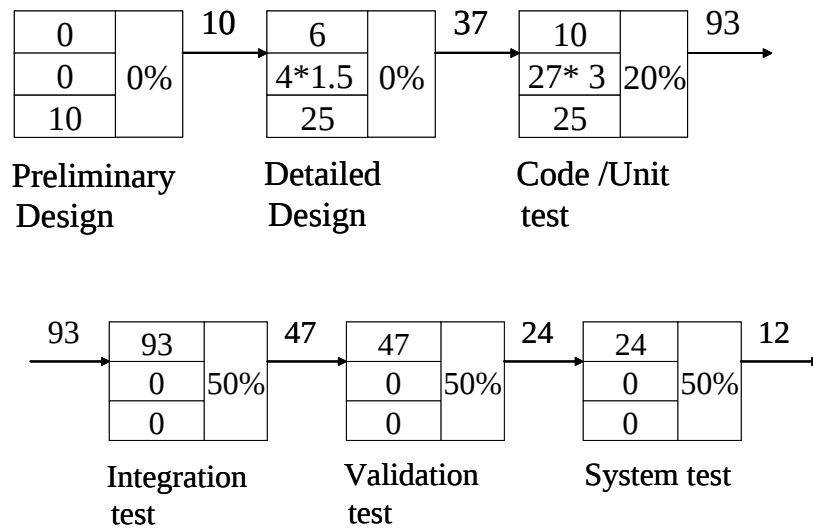 10
37
93
0
0
10
0%
6
4*1.5
25
0%
10
27* 3
25
20%
Preliminary
Design
Detailed
Design
Code /Unit
test
93
47
24
12
93
0
0
50%
47
0
0
50%
24
0
0
50%
Integration
test
Validation
test
System test